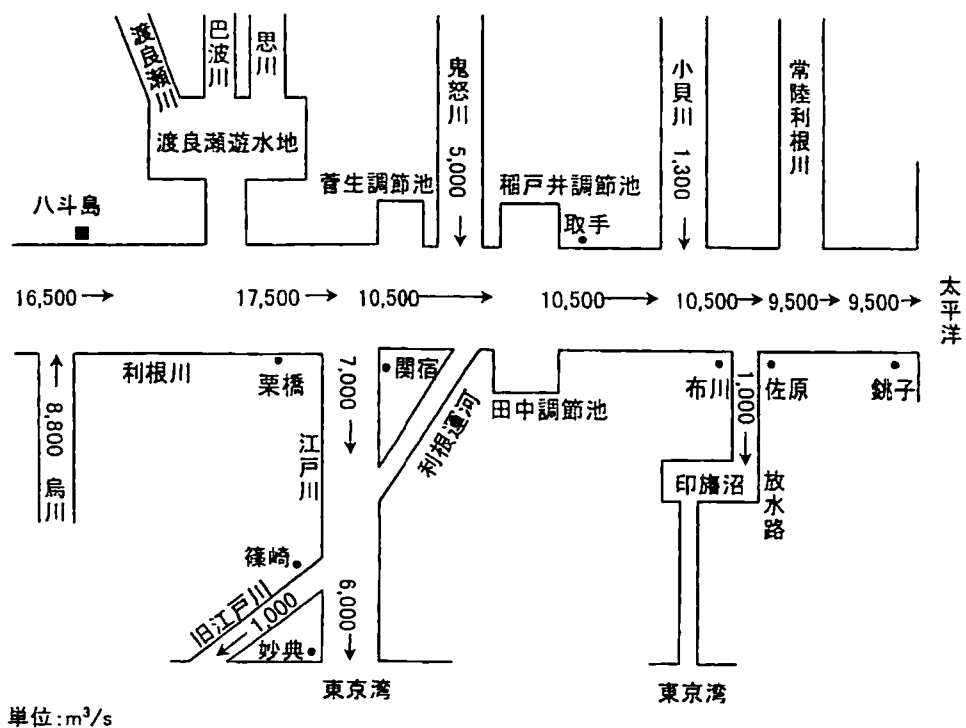 渡良瀬川
巴波川
思川
鬼怒川 5,000
小貝川 1,300
常陸利根川
渡良瀬遊水地
菅生調節池
稲戸井調節池
取手
八斗島
16,500
17,500
10,500
10,500
10,500
9,500
9,500
太平洋
利根川
栗橋
7,000
関宿
利根運河
田中調節池
布川
1,000
佐原
銚子
8,800 烏川
江戸川
印旛沼
放水路
篠崎
旧江戸川
1,000
6,000
妙典
東京湾
東京湾
単位:m³/s